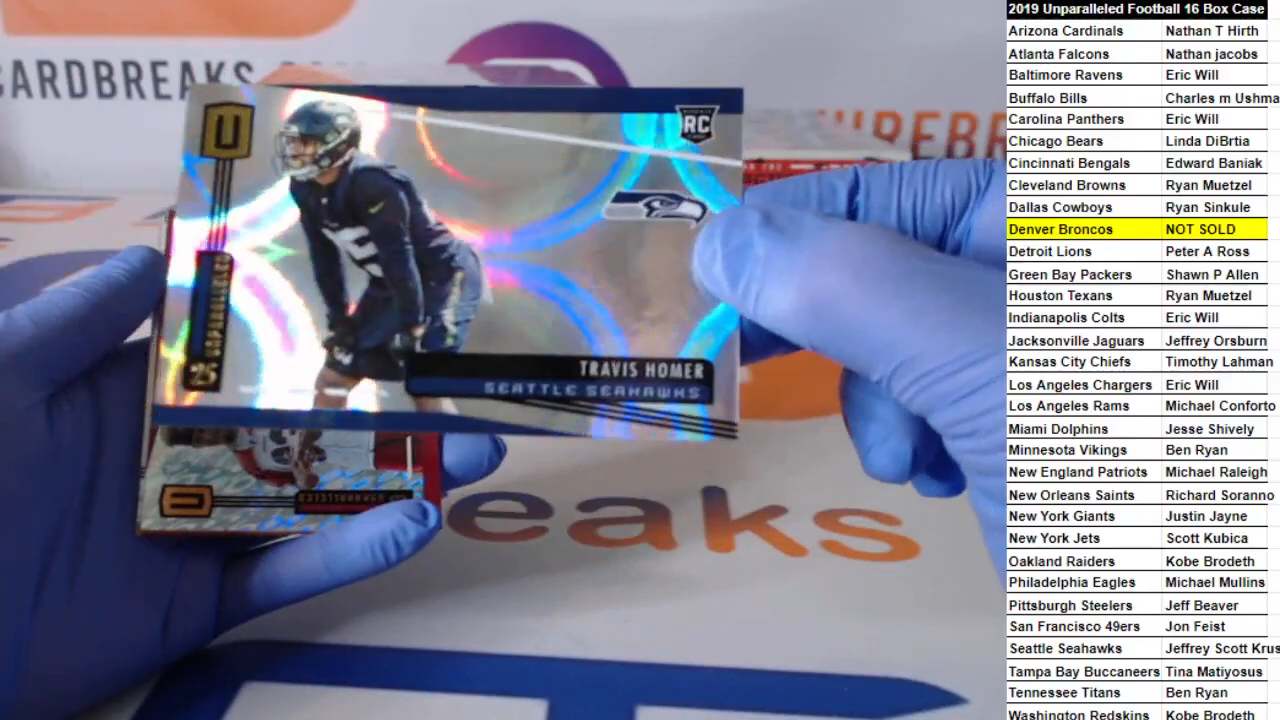 CARDBREAKS
UREBR
U
RC
UNPARALLELED
25
TRAVIS HOMER
SEATTLE SEAHAWKS
eaks
2019 Unparalleled Football 16 Box Case
Arizona Cardinals Nathan T Hirth
Atlanta Falcons Nathan jacobs
Baltimore Ravens Eric Will
Buffalo Bills Charles m Ushma
Carolina Panthers Eric Will
Chicago Bears Linda DiBrtia
Cincinnati Bengals Edward Baniak
Cleveland Browns Ryan Muetzel
Dallas Cowboys Ryan Sinkule
Denver Broncos NOT SOLD
Detroit Lions Peter A Ross
Green Bay Packers Shawn P Allen
Houston Texans Ryan Muetzel
Indianapolis Colts Eric Will
Jacksonville Jaguars Jeffrey Orsburn
Kansas City Chiefs Timothy Lahman
Los Angeles Chargers Eric Will
Los Angeles Rams Michael Conforto
Miami Dolphins Jesse Shively
Minnesota Vikings Ben Ryan
New England Patriots Michael Raleigh
New Orleans Saints Richard Soranno
New York Giants Justin Jayne
New York Jets Scott Kubica
Oakland Raiders Kobe Brodeth
Philadelphia Eagles Michael Mullins
Pittsburgh Steelers Jeff Beaver
San Francisco 49ers Jon Feist
Seattle Seahawks Jeffrey Scott Krus
Tampa Bay Buccaneers Tina Matiyosus
Tennessee Titans Ben Ryan
Washington Redskins Kobe Brodeth